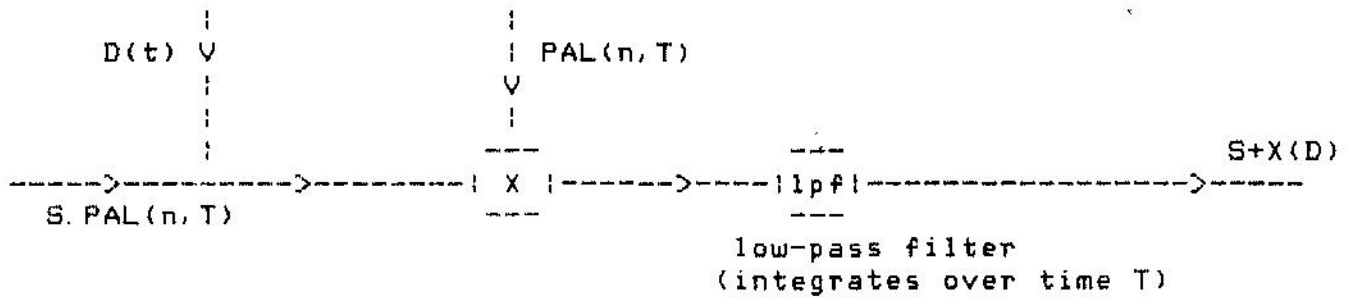 D(t) V
PAL(n,T)
V
S+X(D)
X
lpf
S.PAL(n,T)
low-pass filter
(integrates over time T)